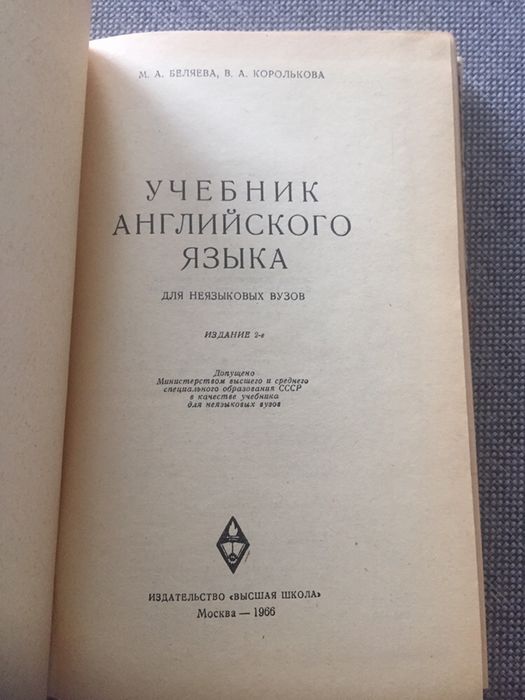 М. А. БЕЛЯЕВА, В. А. КОРОЛЬКОВА
УЧЕБНИК
АНГЛИЙСКОГО
ЯЗЫКА
ДЛЯ НЕЯЗЫКОВЫХ ВУЗОВ
ИЗДАНИЕ 2-е
Допущено
Министерством высшего и среднего
специального образования СССР
в качестве учебника
для неязыковых вузов
ИЗДАТЕЛЬСТВО «ВЫСШАЯ ШКОЛА»
Москва — 1966